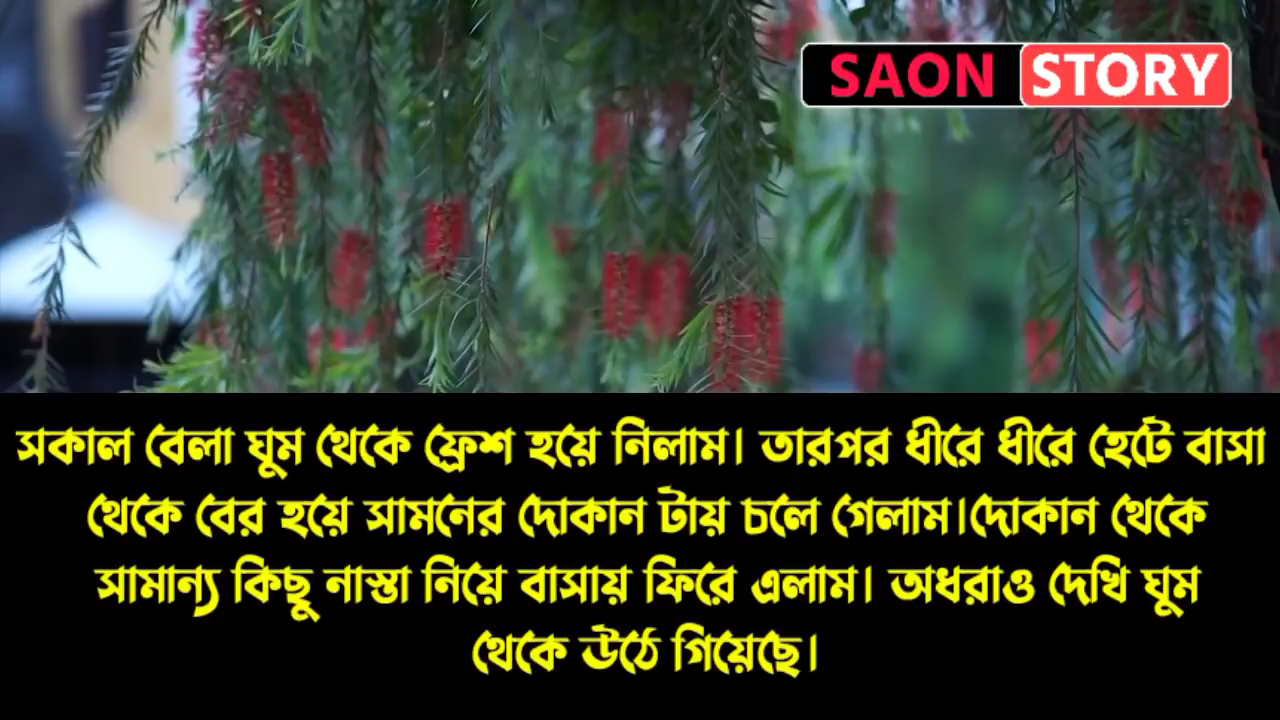 SAON STORY
সকাল বেলা ঘুম থেকে ফ্রেশ হয়ে নিলাম। তারপর ধীরে ধীরে হেটে বাসা
থেকে বের হয়ে সামনের দোকান টায় চলে গেলাম।দোকান থেকে
সামান্য কিছু নাস্তা নিয়ে বাসায় ফিরে এলাম। অধরাও দেখি ঘুম
থেকে উঠে গিয়েছে।